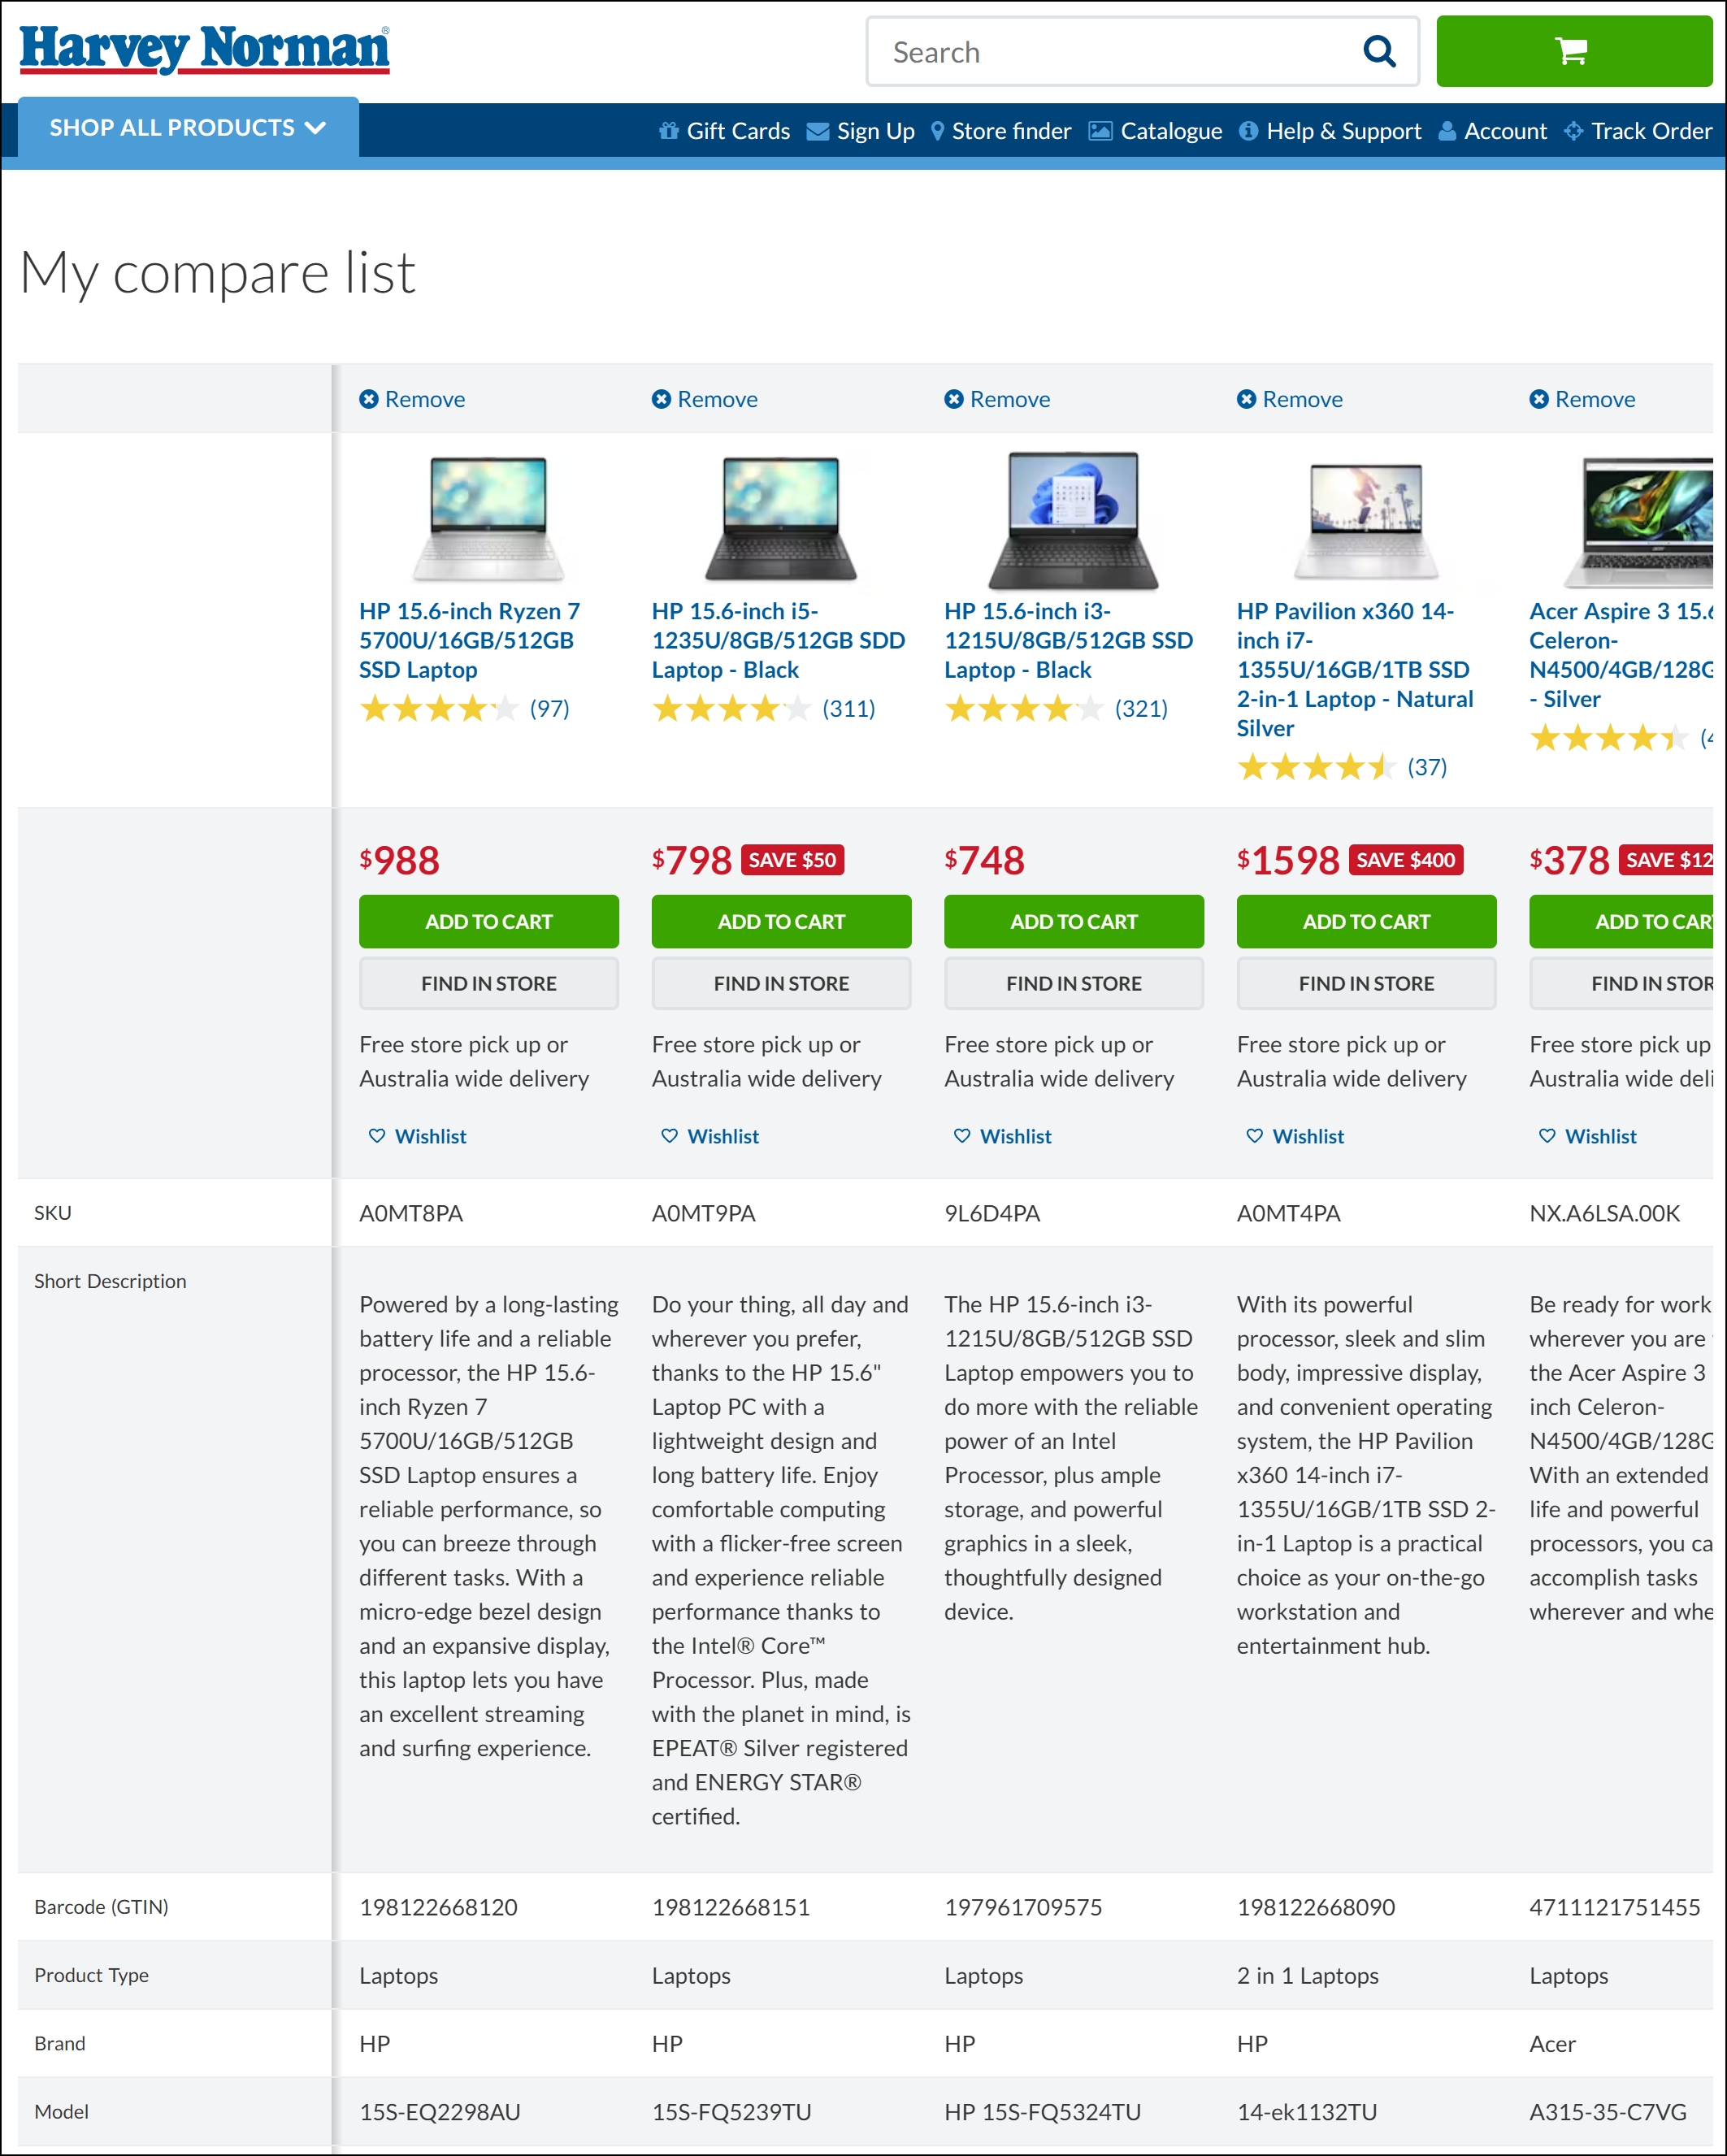 Harvey Norman®
Search
SHOP ALL PRODUCTS
Gift Cards Sign Up Store finder Catalogue Help & Support Account Track Order
My compare list
Remove Remove Remove Remove Remove
HP 15.6-inch Ryzen 7
5700U/16GB/512GB
SSD Laptop
(97)
HP 15.6-inch i5-
1235U/8GB/512GB SDD
Laptop - Black
(311)
HP 15.6-inch i3-
1215U/8GB/512GB SSD
Laptop - Black
(321)
HP Pavilion x360 14-
inch i7-
1355U/16GB/1TB SSD
2-in-1 Laptop - Natural
Silver
(37)
Acer Aspire 3 15.6
Celeron-
N4500/4GB/128G
- Silver
(4
$988
ADD TO CART
FIND IN STORE
Free store pick up or
Australia wide delivery
Wishlist
$798 SAVE $50
ADD TO CART
FIND IN STORE
Free store pick up or
Australia wide delivery
Wishlist
$748
ADD TO CART
FIND IN STORE
Free store pick up or
Australia wide delivery
Wishlist
$1598 SAVE $400
ADD TO CART
FIND IN STORE
Free store pick up or
Australia wide delivery
Wishlist
$378 SAVE $12
ADD TO CAR
FIND IN STOR
Free store pick up
Australia wide deli
Wishlist
SKU A0MT8PA A0MT9PA 9L6D4PA A0MT4PA NX.A6LSA.00K
Short Description
Powered by a long-lasting
battery life and a reliable
processor, the HP 15.6-
inch Ryzen 7
5700U/16GB/512GB
SSD Laptop ensures a
reliable performance, so
you can breeze through
different tasks. With a
micro-edge bezel design
and an expansive display,
this laptop lets you have
an excellent streaming
and surfing experience.
Do your thing, all day and
wherever you prefer,
thanks to the HP 15.6"
Laptop PC with a
lightweight design and
long battery life. Enjoy
comfortable computing
with a flicker-free screen
and experience reliable
performance thanks to
the Intel® Core™
Processor. Plus, made
with the planet in mind, is
EPEAT® Silver registered
and ENERGY STAR®
certified.
The HP 15.6-inch i3-
1215U/8GB/512GB SSD
Laptop empowers you to
do more with the reliable
power of an Intel
Processor, plus ample
storage, and powerful
graphics in a sleek,
thoughtfully designed
device.
With its powerful
processor, sleek and slim
body, impressive display,
and convenient operating
system, the HP Pavilion
x360 14-inch i7-
1355U/16GB/1TB SSD 2-
in-1 Laptop is a practical
choice as your on-the-go
workstation and
entertainment hub.
Be ready for work
wherever you are
the Acer Aspire 3
inch Celeron-
N4500/4GB/128G
With an extended
life and powerful
processors, you ca
accomplish tasks
wherever and whe
Barcode (GTIN) 198122668120 198122668151 197961709575 198122668090 4711121751455
Product Type Laptops Laptops Laptops 2 in 1 Laptops Laptops
Brand HP HP HP HP Acer
Model 15S-EQ2298AU 15S-FQ5239TU HP 15S-FQ5324TU 14-ek1132TU A315-35-C7VG